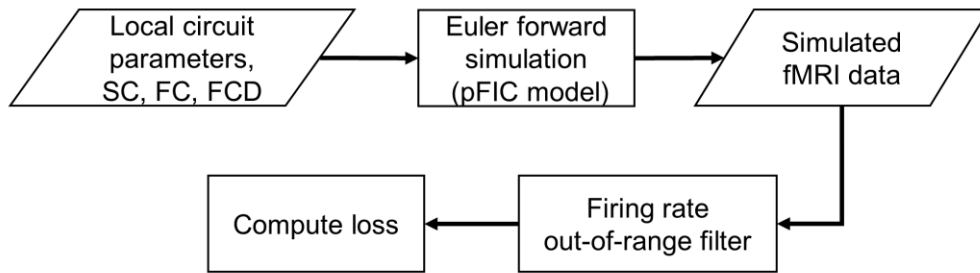 Local circuit
parameters,
SC, FC, FCD
Euler forward
simulation
(pFIC model)
Simulated
fMRI data
Firing rate
out-of-range filter
Compute loss